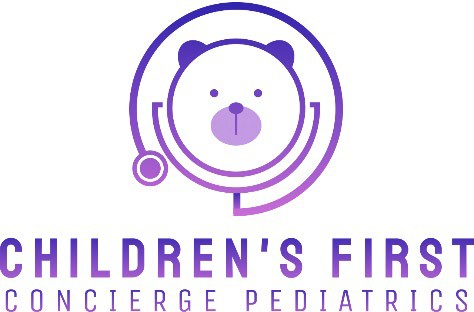 CHILDREN'S FIRST
CONCIERGE PEDIATRICS